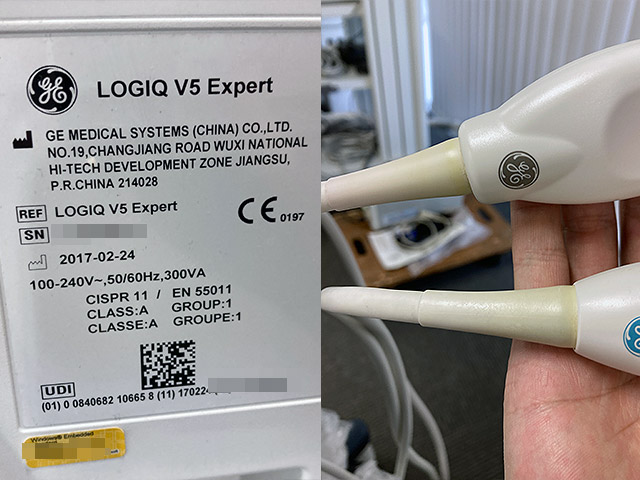 GE
LOGIQ V5 Expert
GE MEDICAL SYSTEMS (CHINA) CO.,LTD.
NO.19,CHANGJIANG ROAD WUXI NATIONAL
HI-TECH DEVELOPMENT ZONE JIANGSU,
P.R.CHINA 214028
REF LOGIQ V5 Expert
CE 0197
SN
2017-02-24
100-240V~,50/60Hz,300VA
CISPR 11 / EN 55011
CLASS:A GROUP:1
CLASSE:A GROUPE:1
UDI
(01) 0 0840682 10665 8 (11) 170224
Windows® Embedded
GE
GE